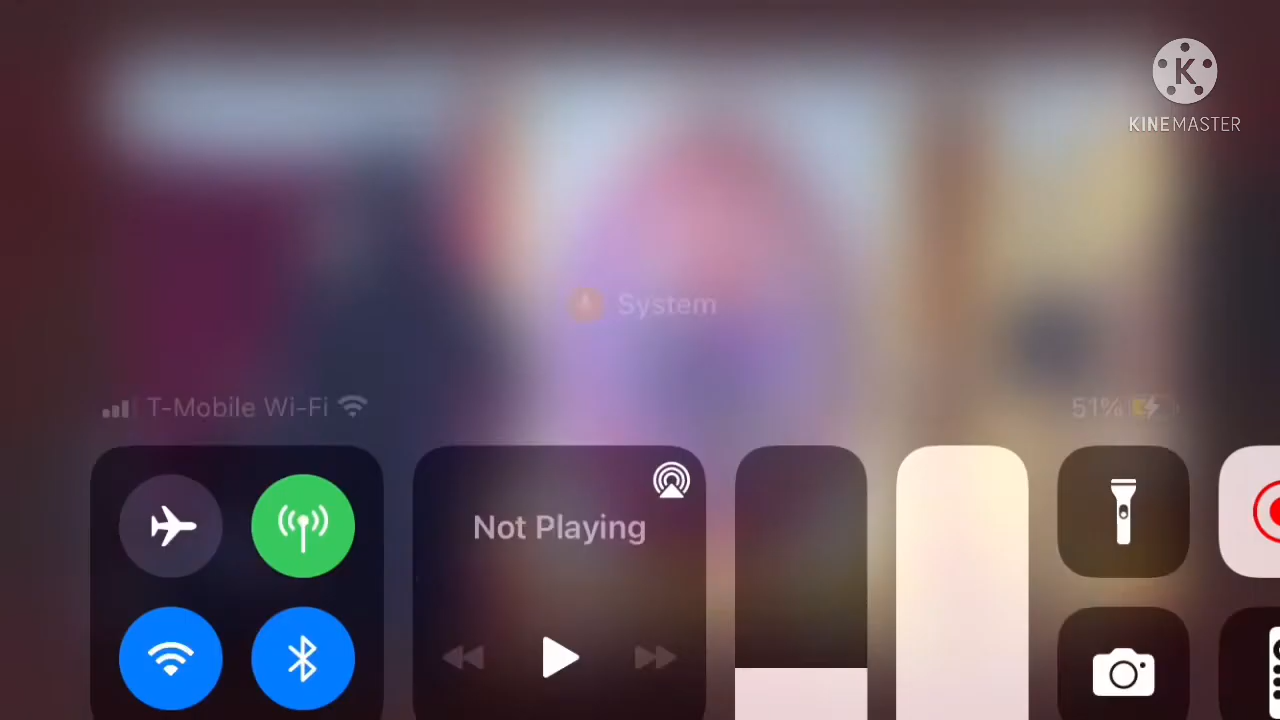 K
KINEMASTER
System
T-Mobile Wi-Fi
51%
Not Playing